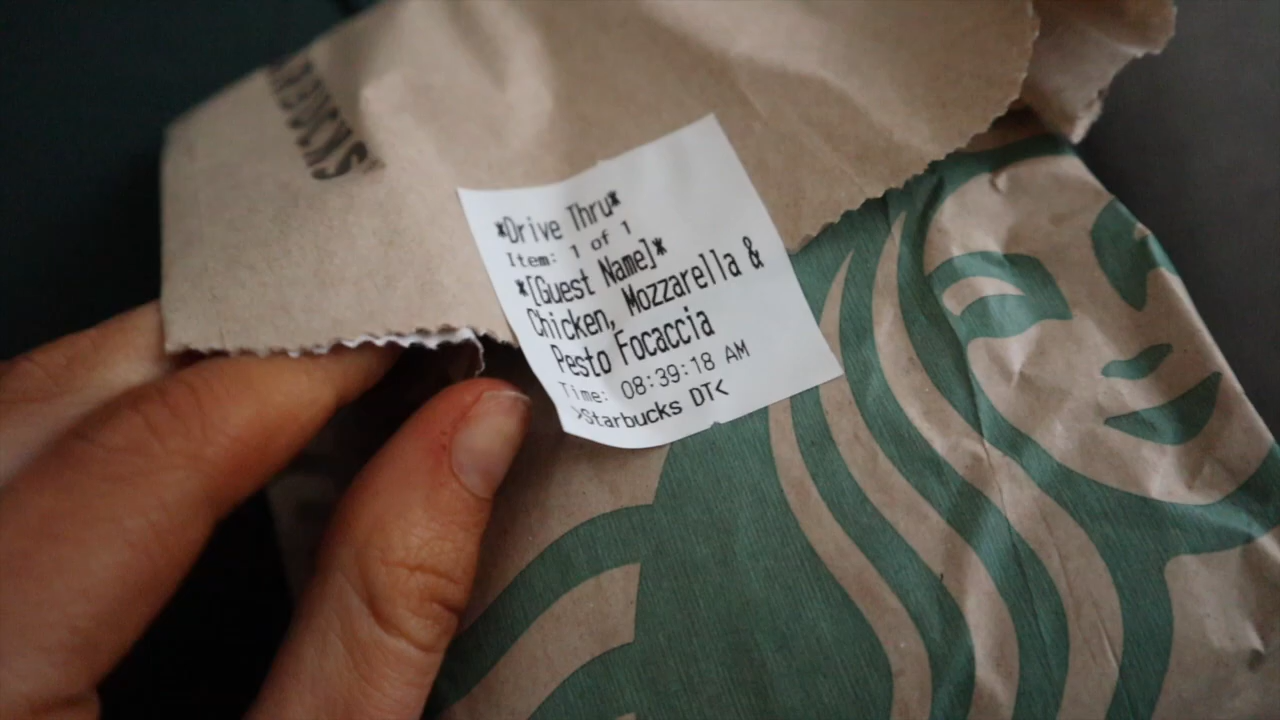 STARBUCKS
*Drive Thru*
Item: 1 of 1
*[Guest Name]*
Chicken, Mozzarella &
Pesto Focaccia
Time: 08:39:18 AM
>Starbucks DT<